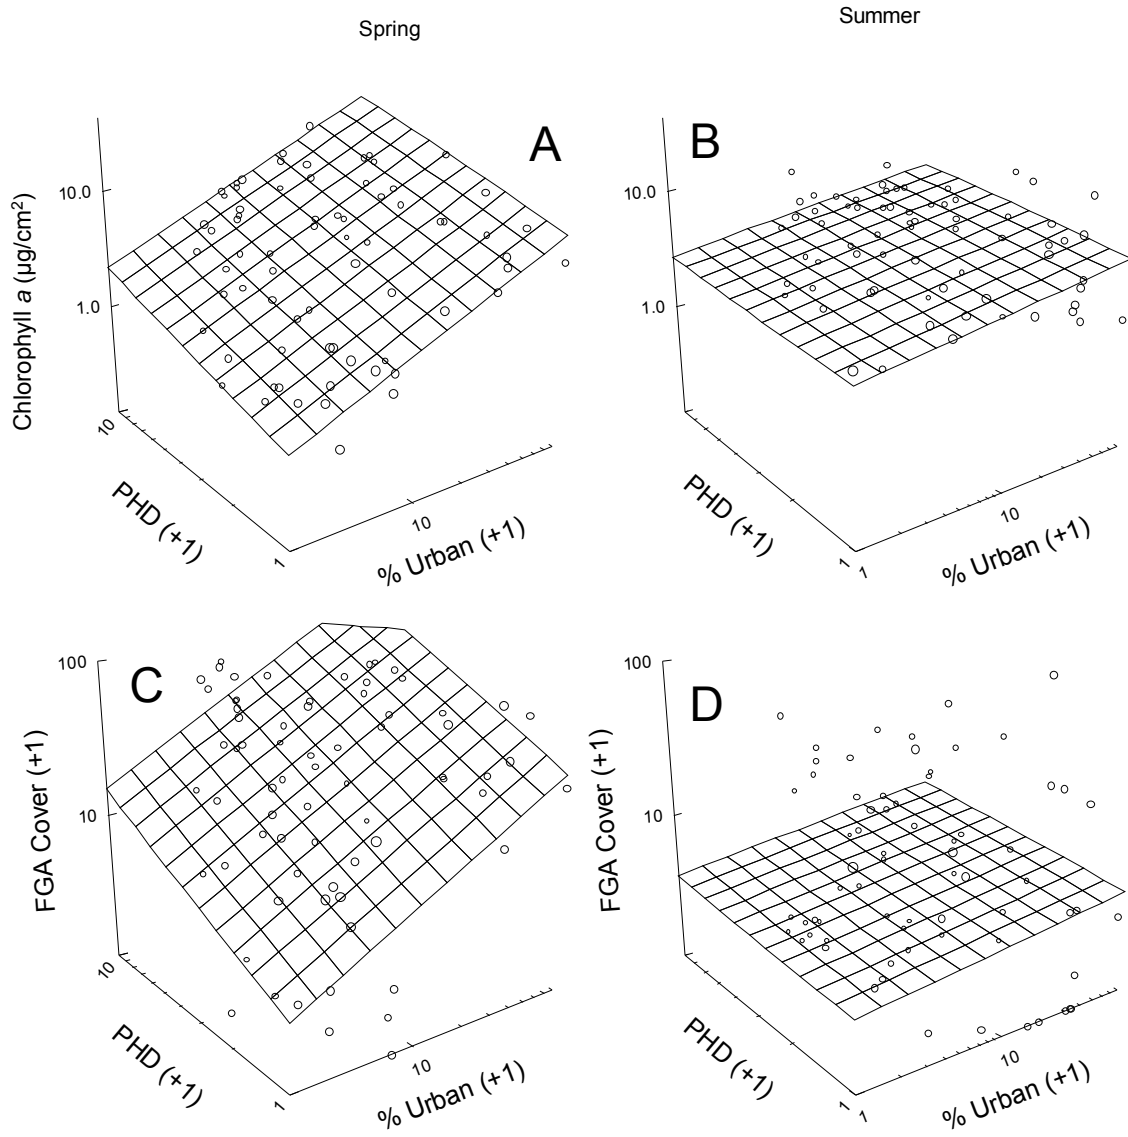 Spring
Summer
A
B
Chlorophyll a (µg/cm²)
10.0
1.0
10
PHD (+1)
1
10
% Urban (+1)
10.0
1.0
PHD (+1)
1
1
10
% Urban (+1)
C
D
FGA Cover (+1)
100
10
10
PHD (+1)
1
10
% Urban (+1)
FGA Cover (+1)
100
10
PHD (+1)
1
1
10
% Urban (+1)